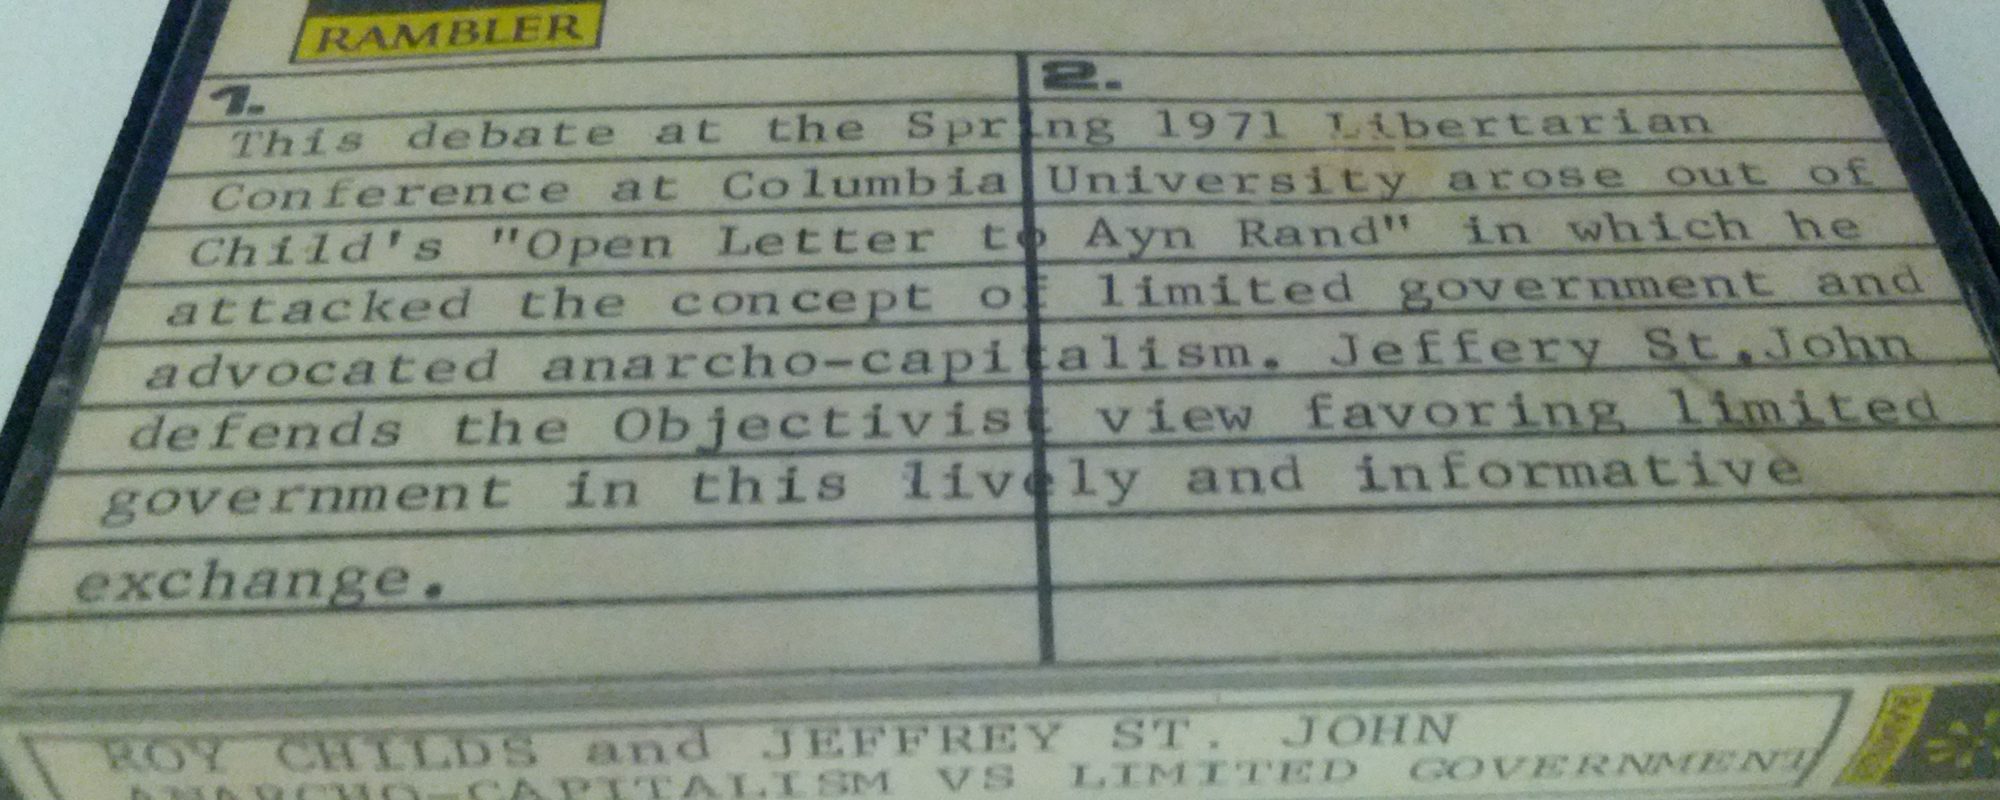 RAMBLER
1. 2.
This debate at the Spring 1971 Libertarian
Conference at Columbia University arose out of
Child's "Open Letter to Ayn Rand" in which he
attacked the concept of limited government and
advocated anarcho-capitalism. Jeffery St.John
defends the Objectivist view favoring limited
government in this lively and informative
exchange.
ROY CHILDS and JEFFREY ST. JOHN
ANARCHO-CAPITALISM VS LIMITED GOVERNMENT